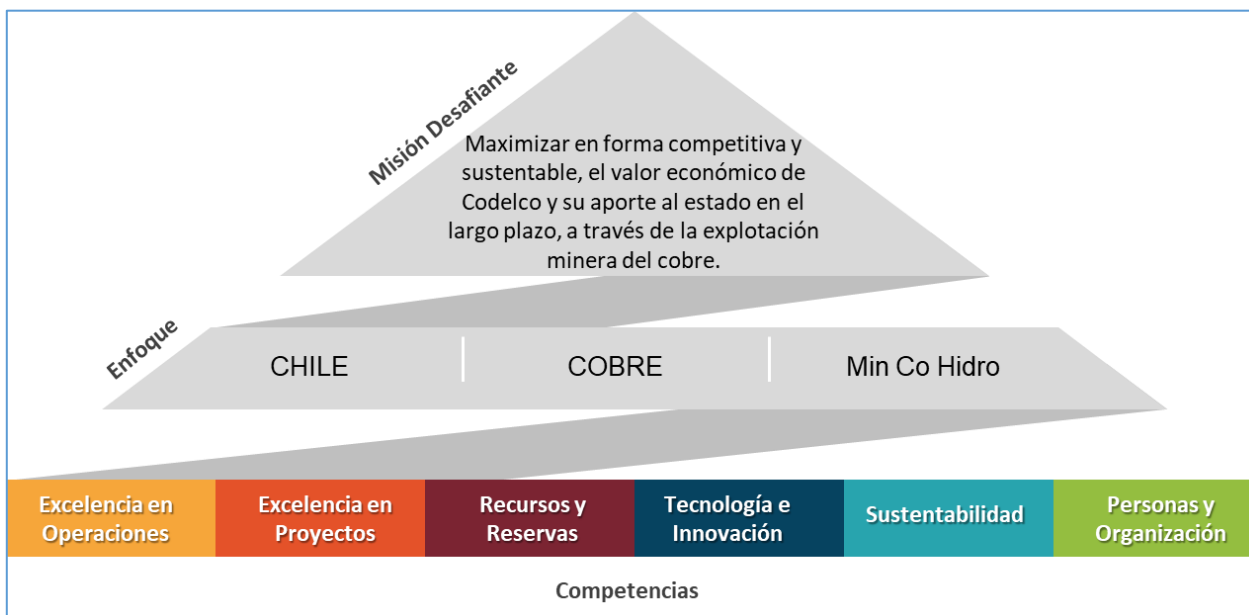 Misión Desafiante
Maximizar en forma competitiva y
sustentable, el valor económico de
Codelco y su aporte al estado en el
largo plazo, a través de la explotación
minera del cobre.
Enfoque
CHILE
COBRE
Min Co Hidro
Excelencia en
Operaciones
Excelencia en
Proyectos
Recursos y
Reservas
Tecnología e
Innovación
Sustentabilidad
Personas y
Organización
Competencias